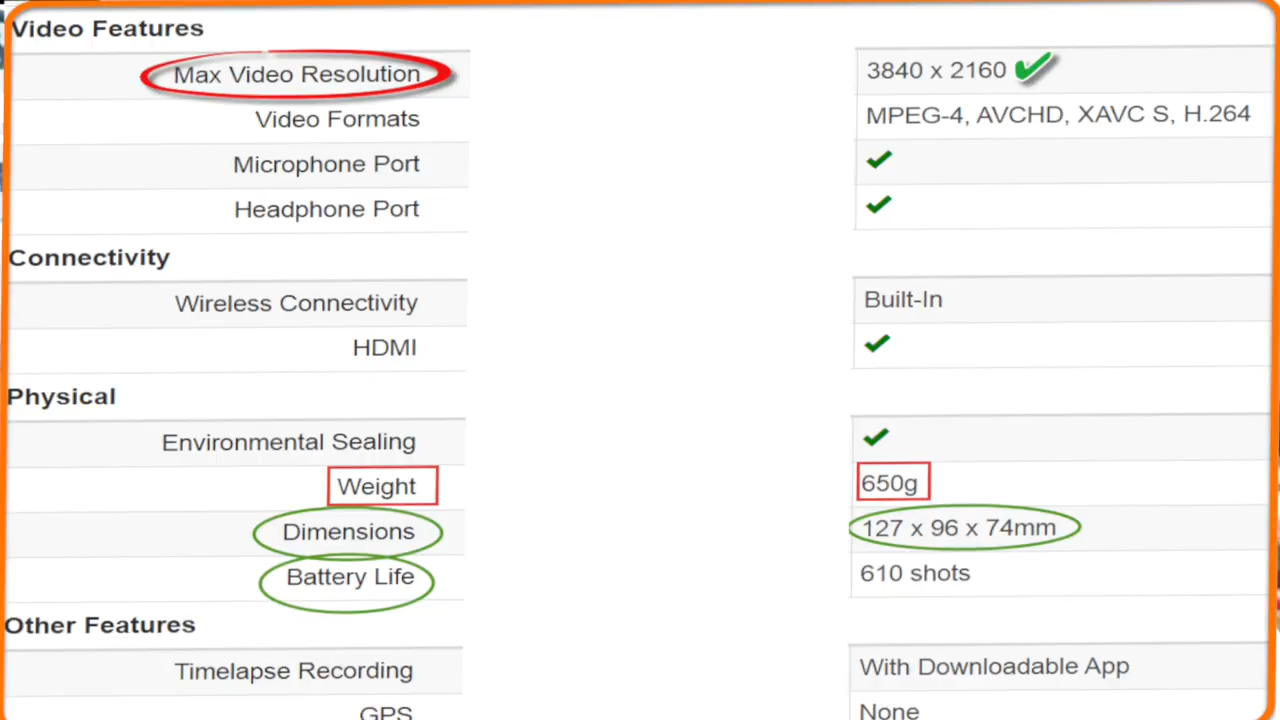 Video Features
Max Video Resolution 3840 x 2160
Video Formats MPEG-4, AVCHD, XAVC S, H.264
Microphone Port
Headphone Port
Connectivity
Wireless Connectivity Built-In
HDMI
Physical
Environmental Sealing
Weight 650g
Dimensions 127 x 96 x 74mm
Battery Life 610 shots
Other Features
Timelapse Recording With Downloadable App
GPS None